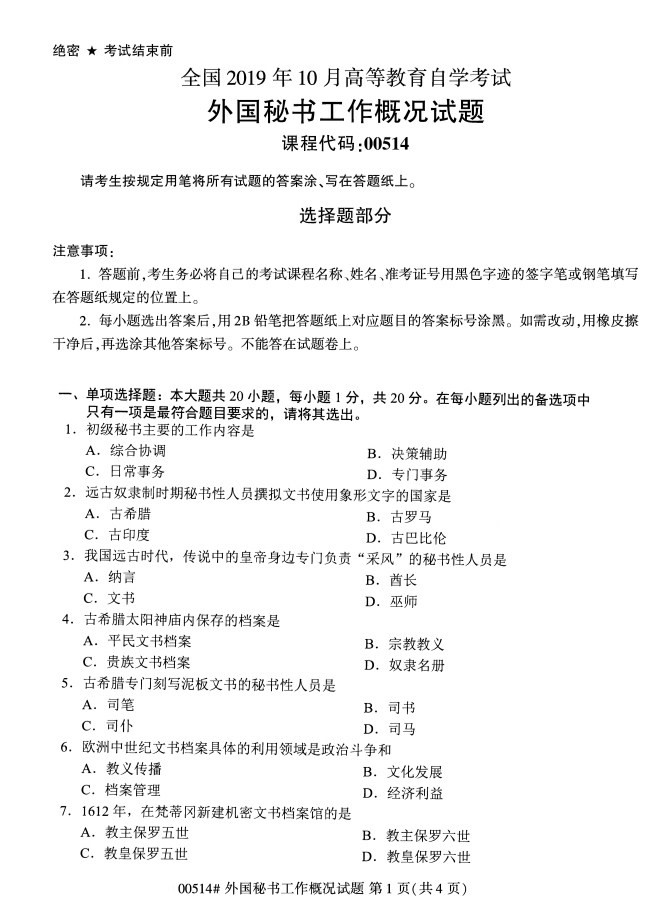 绝密 ★ 考试结束前
全国 2019 年 10 月高等教育自学考试
外国秘书工作概况试题
课程代码:00514
请考生按规定用笔将所有试题的答案涂、写在答题纸上。
选择题部分
注意事项:
1. 答题前,考生务必将自己的考试课程名称、姓名、准考证号用黑色字迹的签字笔或钢笔填写
在答题纸规定的位置上。
2. 每小题选出答案后,用 2B 铅笔把答题纸上对应题目的答案标号涂黑。如需改动,用橡皮擦
干净后,再选涂其他答案标号。不能答在试题卷上。
一、单项选择题：本大题共 20 小题，每小题 1 分，共 20 分。在每小题列出的备选项中
只有一项是最符合题目要求的，请将其选出。
1．初级秘书主要的工作内容是
A．综合协调 B．决策辅助
C．日常事务 D．专门事务
2．远古奴隶制时期秘书性人员撰拟文书使用象形文字的国家是
A．古希腊 B．古罗马
C．古印度 D．古巴比伦
3．我国远古时代，传说中的皇帝身边专门负责“采风”的秘书性人员是
A．纳言 B．酋长
C．文书 D．巫师
4．古希腊太阳神庙内保存的档案是
A．平民文书档案 B．宗教教义
C．贵族文书档案 D．奴隶名册
5．古希腊专门刻写泥板文书的秘书性人员是
A．司笔 B．司书
C．司仆 D．司马
6．欧洲中世纪文书档案具体的利用领域是政治斗争和
A．教义传播 B．文化发展
C．档案管理 D．经济利益
7．1612 年，在梵蒂冈新建机密文书档案馆的是
A．教主保罗五世 B．教主保罗六世
C．教皇保罗五世 D．教皇保罗六世
00514# 外国秘书工作概况试题 第 1 页(共 4 页)